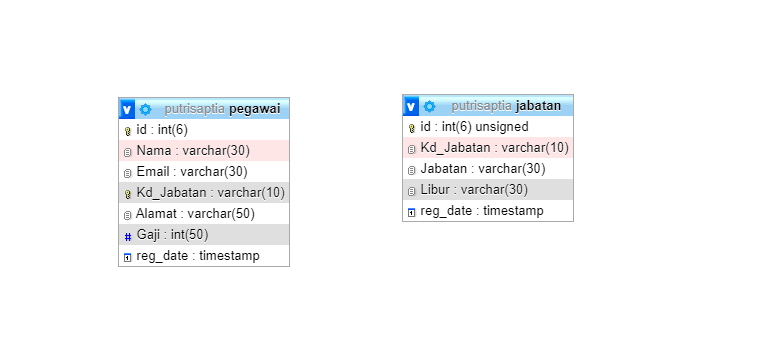 putrisaptia pegawai
id : int(6)
Nama : varchar(30)
Email : varchar(30)
Kd_Jabatan : varchar(10)
Alamat : varchar(50)
# Gaji : int(50)
reg_date : timestamp
putrisaptia jabatan
id : int(6) unsigned
Kd_Jabatan : varchar(10)
Jabatan : varchar(30)
Libur : varchar(30)
reg_date : timestamp